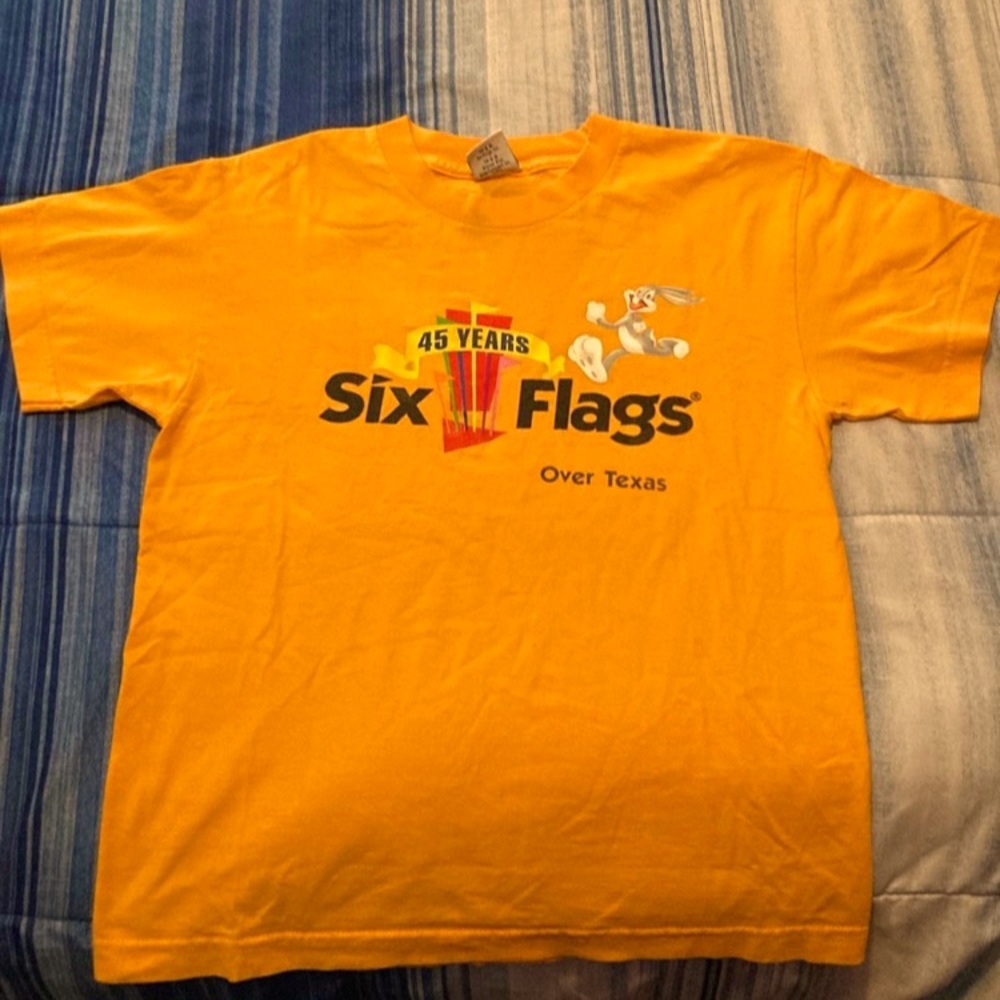 45 YEARS
Six Flags®
Over Texas